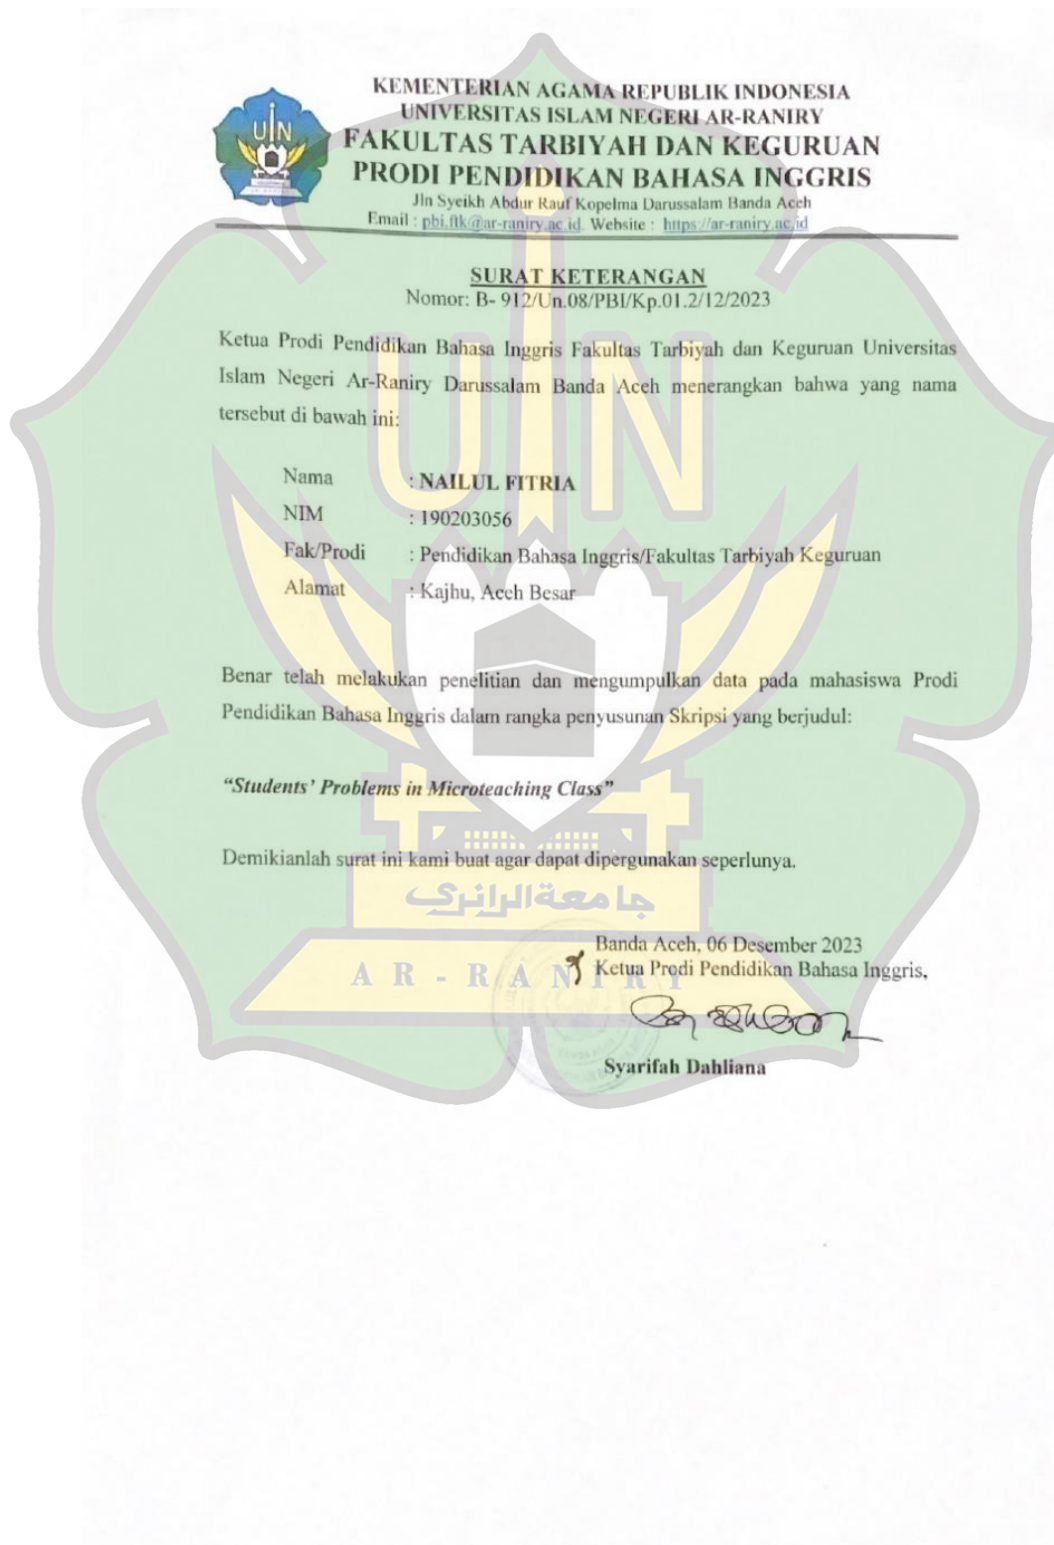 KEMENTERIAN AGAMA REPUBLIK INDONESIA
UNIVERSITAS ISLAM NEGERI AR-RANIRY
FAKULTAS TARBIYAH DAN KEGURUAN
PRODI PENDIDIKAN BAHASA INGGRIS
Jln Syeikh Abdur Rauf Kopelma Darussalam Banda Aceh
Email : pbi.ftk@ar-raniry.ac.id. Website : https://ar-raniry.ac.id
UIN
SURAT KETERANGAN
Nomor: B- 912/Un.08/PBI/Kp.01.2/12/2023
Ketua Prodi Pendidikan Bahasa Inggris Fakultas Tarbiyah dan Keguruan Universitas
Islam Negeri Ar-Raniry Darussalam Banda Aceh menerangkan bahwa yang nama
tersebut di bawah ini:
UIN
Nama : NAILUL FITRIA
NIM : 190203056
Fak/Prodi : Pendidikan Bahasa Inggris/Fakultas Tarbiyah Keguruan
Alamat : Kajhu, Aceh Besar
Benar telah melakukan penelitian dan mengumpulkan data pada mahasiswa Prodi
Pendidikan Bahasa Inggris dalam rangka penyusunan Skripsi yang berjudul:
“Students’ Problems in Microteaching Class”
Demikianlah surat ini kami buat agar dapat dipergunakan seperlunya.
جامعة الرانري
Banda Aceh, 06 Desember 2023
Ketua Prodi Pendidikan Bahasa Inggris,
AR-RANIRY
Syarifah Dahliana